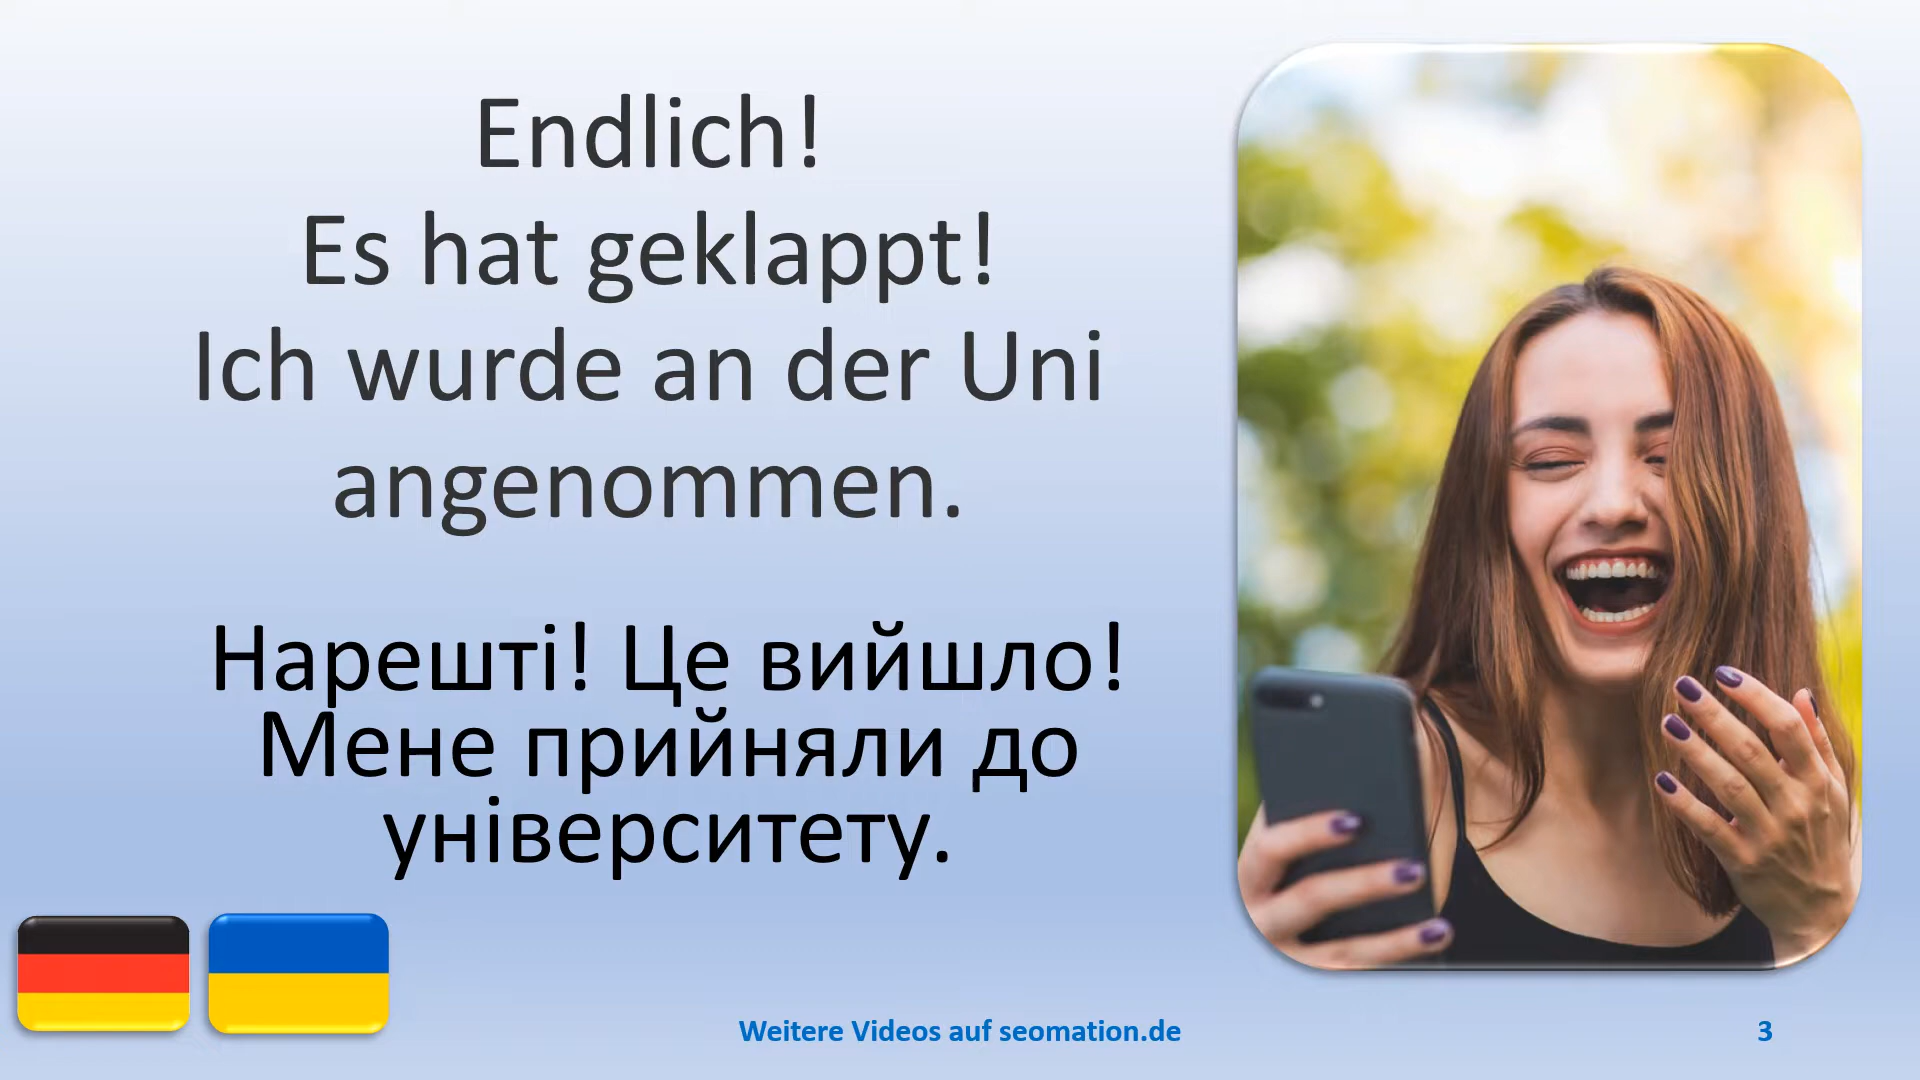 Endlich!
Es hat geklappt!
Ich wurde an der Uni
angenommen.
Нарешті! Це вийшло!
Мене прийняли до
університету.
Weitere Videos auf seomation.de
3